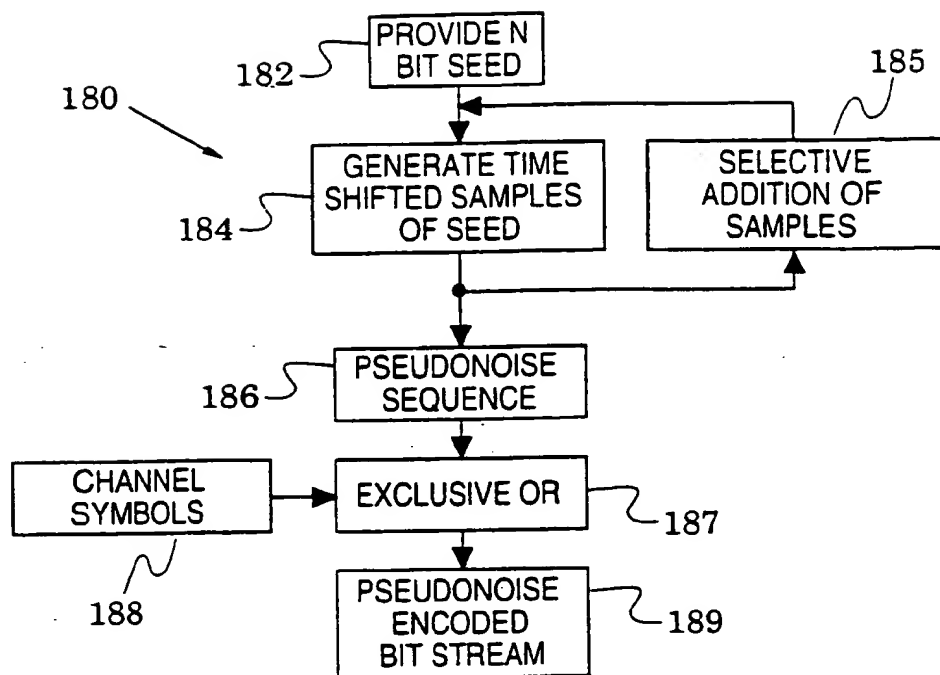 PROVIDE N
BIT SEED
182
185
180
GENERATE TIME
SHIFTED SAMPLES
OF SEED
184
SELECTIVE
ADDITION OF
SAMPLES
PSEUDONOISE
SEQUENCE
186
CHANNEL
SYMBOLS
188
EXCLUSIVE OR
187
PSEUDONOISE
ENCODED
BIT STREAM
189